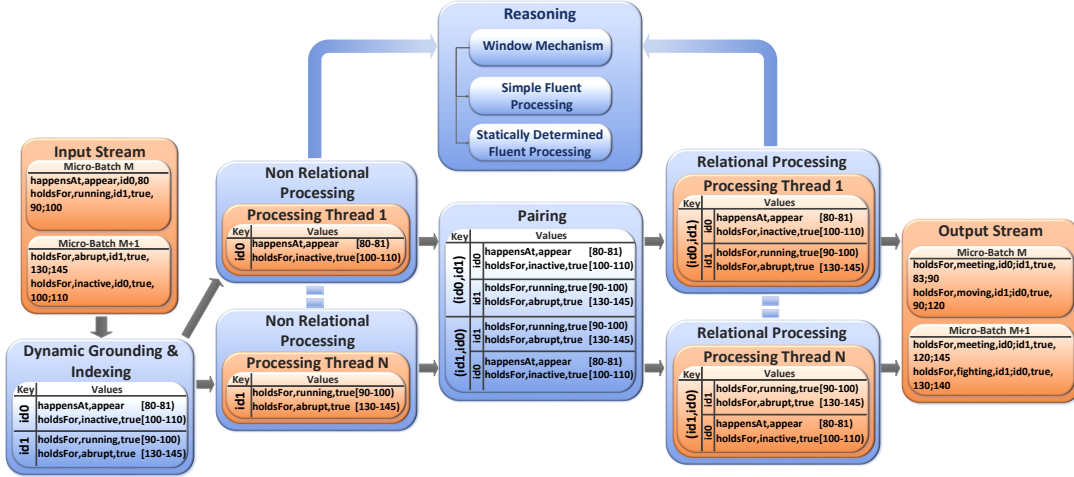 Reasoning
Window Mechanism
Simple Fluent
Processing
Statically Determined
Fluent Processing
Input Stream
Micro-Batch M
happensAt,appear,id0,80
holdsFor,running,id1,true,
90;100
Micro-Batch M+1
holdsFor,abrupt,id1,true,
130;145
holdsFor,inactive,id0,true,
100;110
Dynamic Grounding &
Indexing
Key Values
id0
happensAt,appear [80-81)
holdsFor,inactive,true[100-110)
id1
holdsFor,running,true[90-100)
holdsFor,abrupt,true [130-145)
Non Relational
Processing
Processing Thread 1
Key Values
id0
happensAt,appear [80-81)
holdsFor,inactive,true[100-110)
Non Relational
Processing
Processing Thread N
Key Values
id1
holdsFor,running,true[90-100)
holdsFor,abrupt,true [130-145)
Pairing
Key Values
(id0,id1)
id0
happensAt,appear [80-81)
holdsFor,inactive,true[100-110)
id1
holdsFor,running,true[90-100)
holdsFor,abrupt,true [130-145)
(id1,id0)
id1
holdsFor,running,true[90-100)
holdsFor,abrupt,true [130-145)
id0
happensAt,appear [80-81)
holdsFor,inactive,true[100-110)
Relational Processing
Processing Thread 1
Key Values
(id0,id1)
id0
happensAt,appear [80-81)
holdsFor,inactive,true[100-110)
id1
holdsFor,running,true[90-100)
holdsFor,abrupt,true [130-145)
Relational Processing
Processing Thread N
Key Values
(id1,id0)
id1
holdsFor,running,true[90-100)
holdsFor,abrupt,true [130-145)
id0
happensAt,appear [80-81)
holdsFor,inactive,true[100-110)
Output Stream
Micro-Batch M
holdsFor,meeting,id0;id1,true,
83;90
holdsFor,moving,id1;id0,true,
90;120
Micro-Batch M+1
holdsFor,meeting,id0;id1,true,
120;145
holdsFor,fighting,id1;id0,true,
130;140